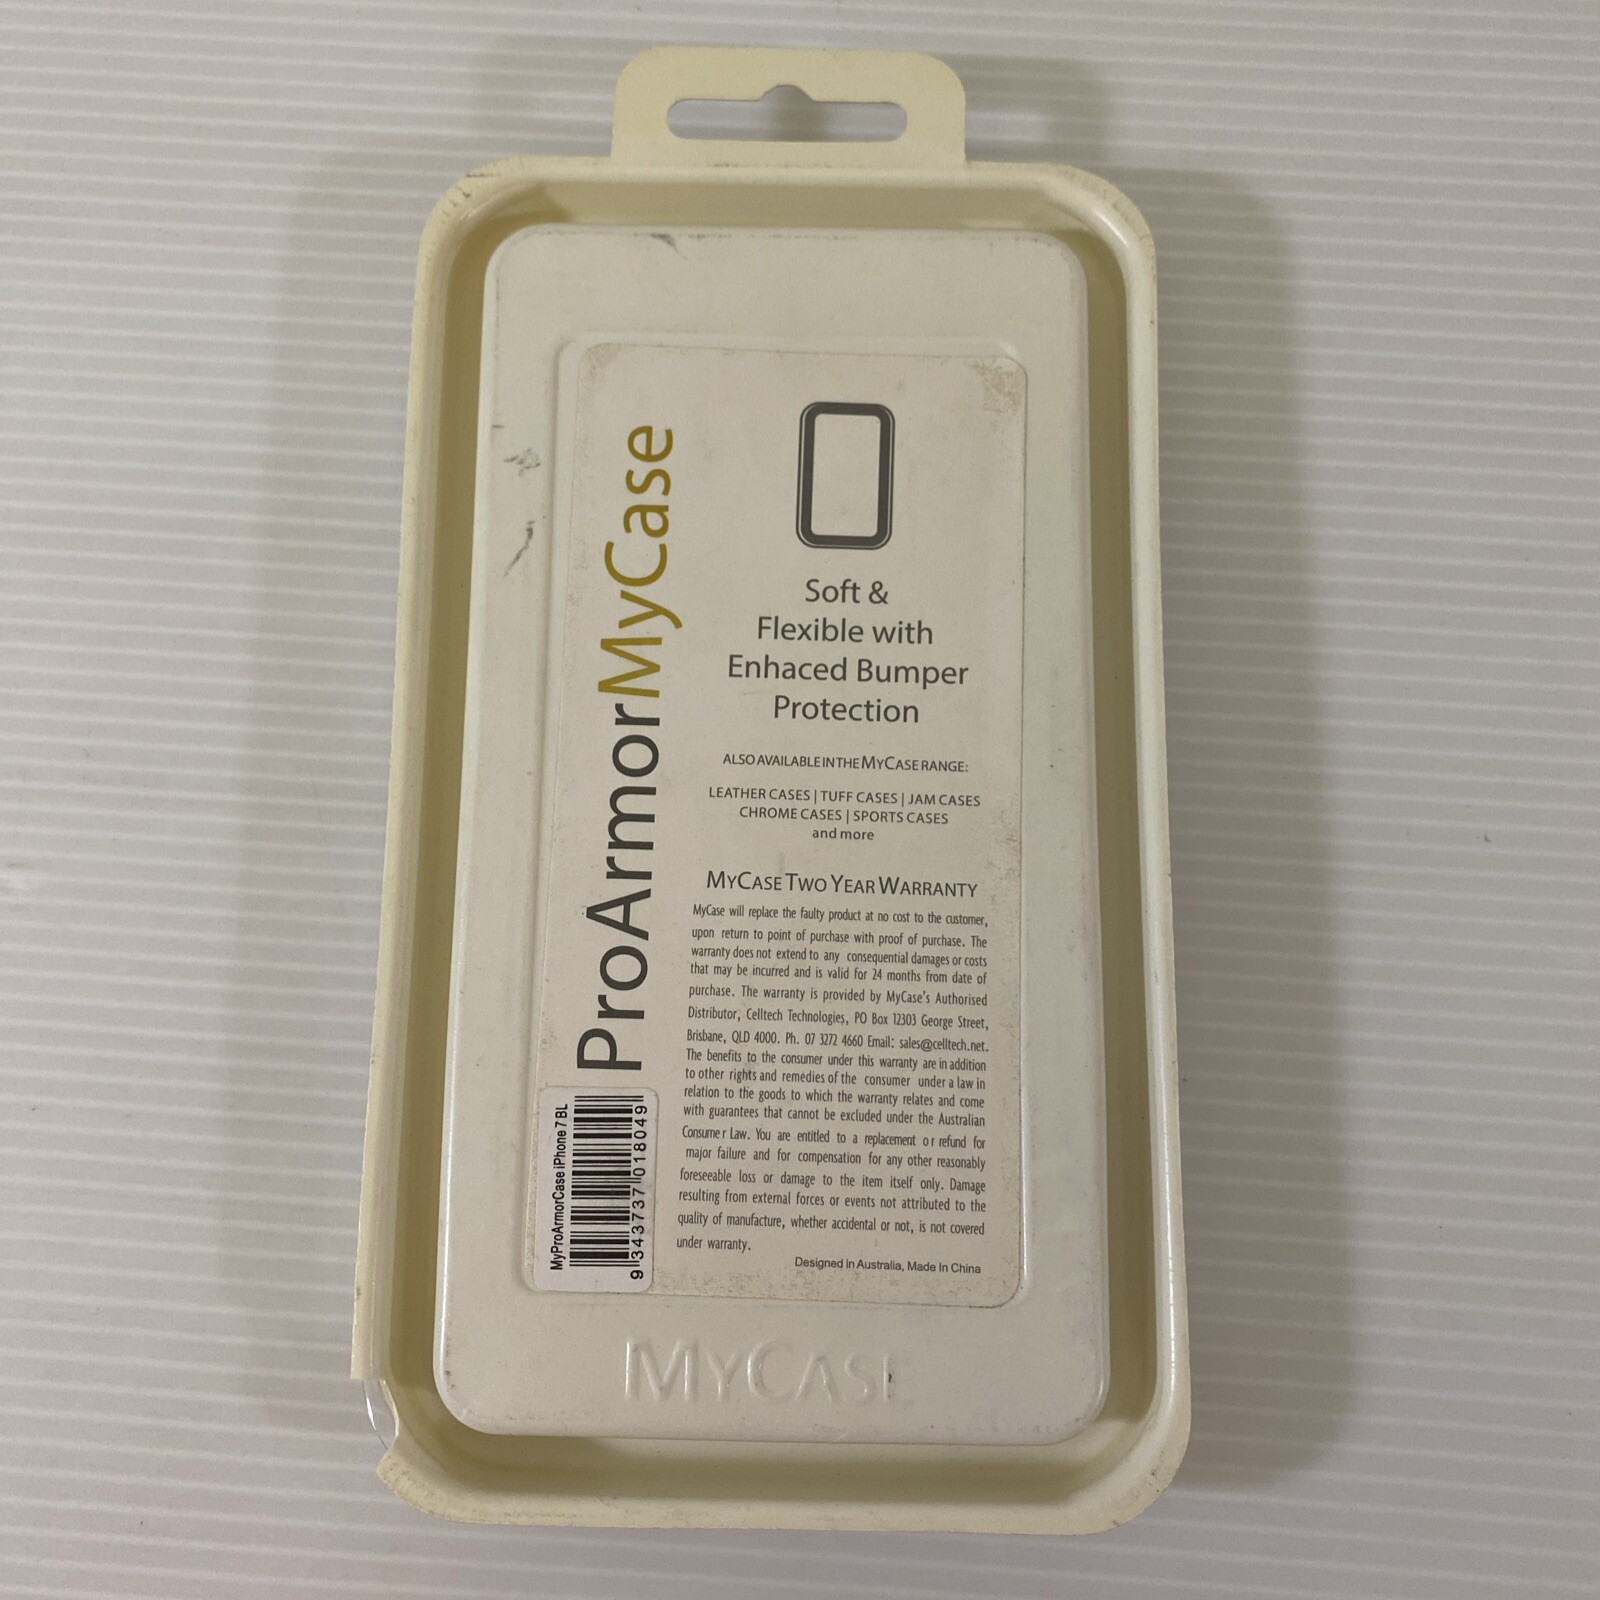 ProArmorMyCase
Soft &
Flexible with
Enhaced Bumper
Protection
ALSO AVAILABLE IN THE MYCASE RANGE:
LEATHER CASES | TUFF CASES | JAM CASES
CHROME CASES | SPORTS CASES
and more
MYCASE TWO YEAR WARRANTY
MyCase will replace the faulty product at no cost to the customer,
upon return to point of purchase with proof of purchase. The
warranty does not extend to any consequential damages or costs
that may be incurred and is valid for 24 months from date of
purchase. The warranty is provided by MyCase's Authorised
Distributor, Celltech Technologies, PO Box 12303 George Street,
Brisbane, QLD 4000. Ph. 07 3272 4660 Email: sales@celltech.net.
The benefits to the consumer under this warranty are in addition
to other rights and remedies of the consumer under a law in
relation to the goods to which the warranty relates and come
with guarantees that cannot be excluded under the Australian
Consumer Law. You are entitled to a replacement or refund for
major failure and for compensation for any other reasonably
foreseeable loss or damage to the item itself only. Damage
resulting from external forces or events not attributed to the
quality of manufacture, whether accidental or not, is not covered
under warranty.
Designed in Australia, Made In China
MyProArmorCase iPhone 7 BL
9 343737 018049
MYCASE